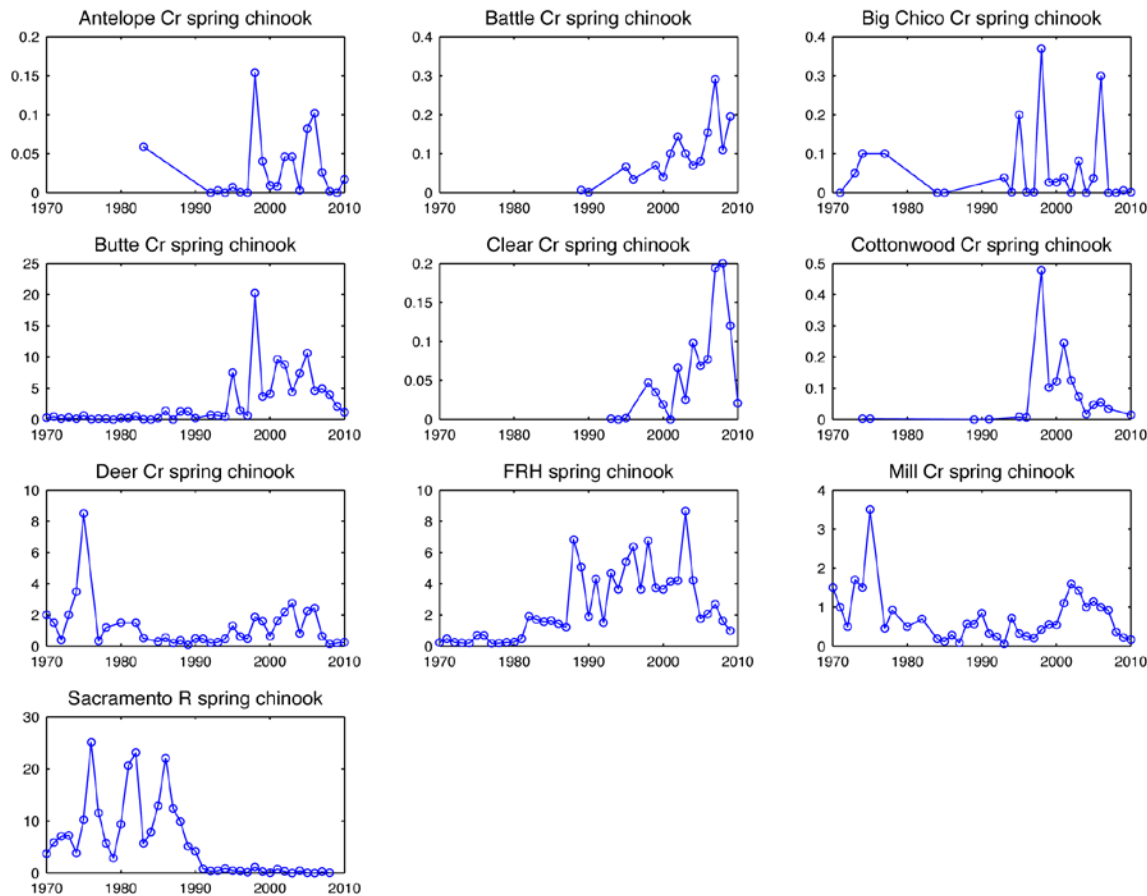 Antelope Cr spring chinook
0.2
0.15
0.1
0.05
0
1970 1980 1990 2000 2010
Battle Cr spring chinook
0.4
0.3
0.2
0.1
0
1970 1980 1990 2000 2010
Big Chico Cr spring chinook
0.4
0.3
0.2
0.1
0
1970 1980 1990 2000 2010
Butte Cr spring chinook
25
20
15
10
5
0
1970 1980 1990 2000 2010
Clear Cr spring chinook
0.2
0.15
0.1
0.05
0
1970 1980 1990 2000 2010
Cottonwood Cr spring chinook
0.5
0.4
0.3
0.2
0.1
0
1970 1980 1990 2000 2010
Deer Cr spring chinook
10
8
6
4
2
0
1970 1980 1990 2000 2010
FRH spring chinook
10
8
6
4
2
0
1970 1980 1990 2000 2010
Mill Cr spring chinook
4
3
2
1
0
1970 1980 1990 2000 2010
Sacramento R spring chinook
30
20
10
0
1970 1980 1990 2000 2010